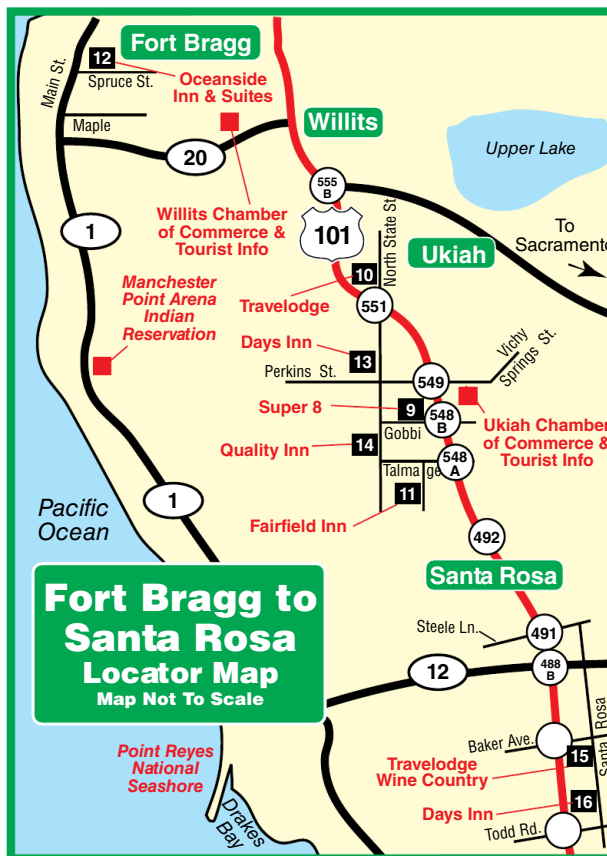 Fort Bragg
12
Main St.
Spruce St.
Oceanside
Inn & Suites
Maple
Willits
20
Upper Lake
555
B
Willits Chamber
of Commerce &
Tourist Info
1
101
North State St.
Ukiah
To
Sacramento
10
Travelodge
551
Manchester
Point Arena
Indian
Reservation
Days Inn
13
Vichy
Springs St.
Perkins St.
549
Super 8
9
548
B
Gobbi
Ukiah Chamber
of Commerce &
Tourist Info
Quality Inn
14
548
A
Talmage
11
Fairfield Inn
1
Pacific
Ocean
492
Santa Rosa
Fort Bragg to
Santa Rosa
Locator Map
Map Not To Scale
Steele Ln.
491
12
488
B
Santa Rosa
Baker Ave.
15
Point Reyes
National
Seashore
Travelodge
Wine Country
16
Days Inn
Drakes
Bay
Todd Rd.